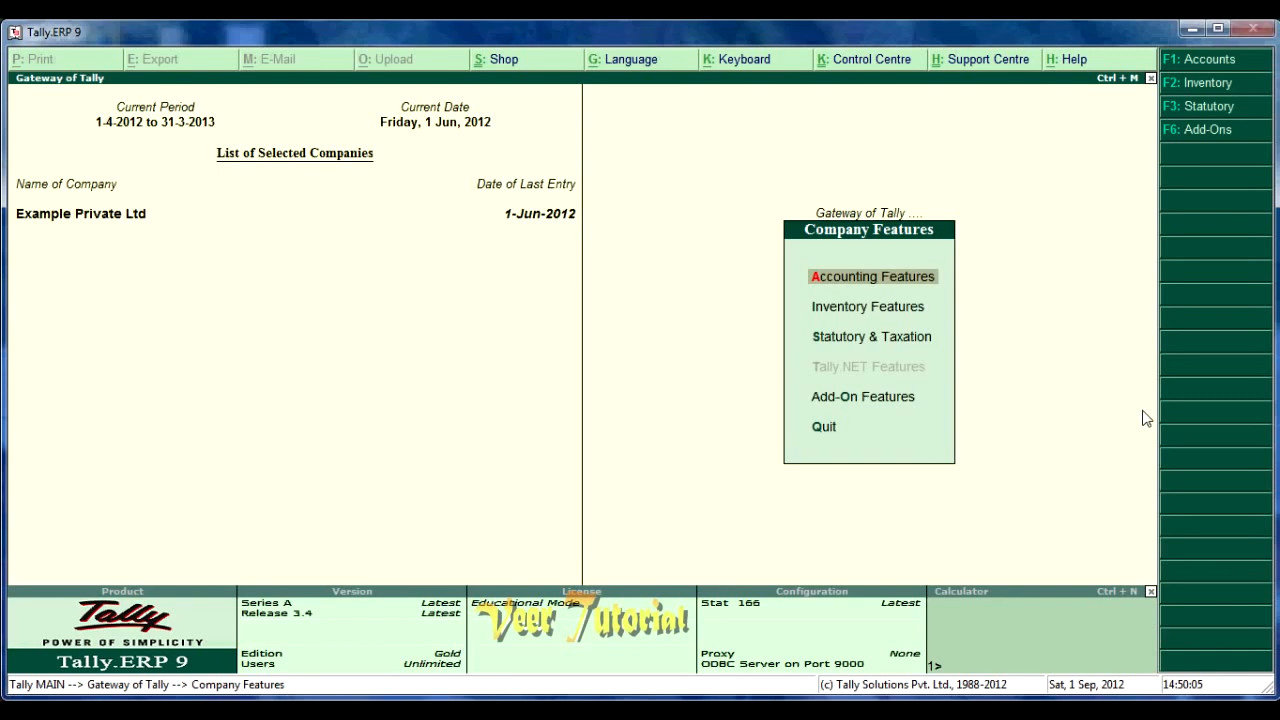 Tally.ERP 9
P: Print
E: Export
M: E-Mail
O: Upload
S: Shop
G: Language
K: Keyboard
K: Control Centre
H: Support Centre
H: Help
F1: Accounts
F2: Inventory
F3: Statutory
F6: Add-Ons
Gateway of Tally
Ctrl + M
Current Period
1-4-2012 to 31-3-2013
Current Date
Friday, 1 Jun, 2012
List of Selected Companies
Name of Company
Date of Last Entry
Example Private Ltd
1-Jun-2012
Gateway of Tally ....
Company Features
Accounting Features
Inventory Features
Statutory & Taxation
Tally.NET Features
Add-On Features
Quit
Product
Tally
POWER OF SIMPLICITY
Tally.ERP 9
Version
Series A Latest
Release 3.4 Latest
Edition Gold
Users Unlimited
License
Educational Mode
Veer Tutorial
Configuration
Stat 166 Latest
Proxy None
ODBC Server on Port 9000
Calculator
Ctrl + N
1>
Tally MAIN --> Gateway of Tally --> Company Features
(c) Tally Solutions Pvt. Ltd., 1988-2012
Sat, 1 Sep, 2012
14:50:05